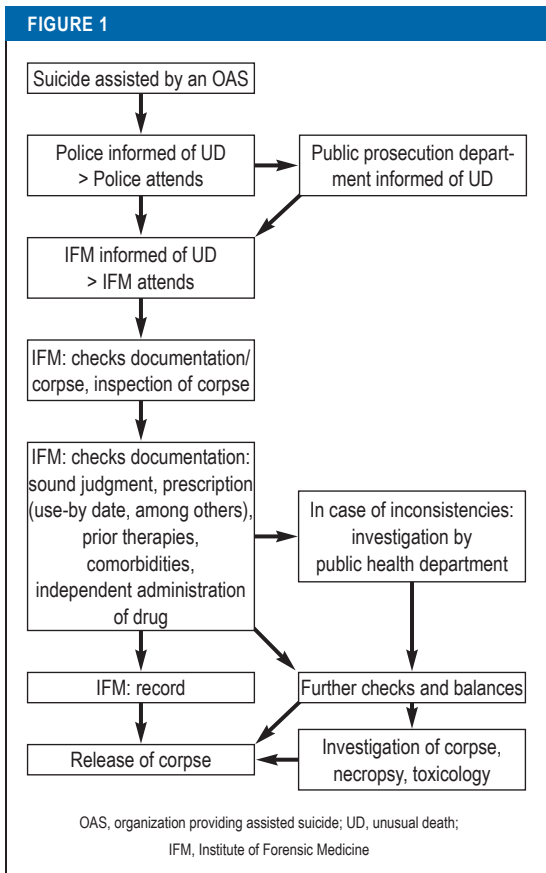 FIGURE 1
Suicide assisted by an OAS
Police informed of UD
> Police attends
Public prosecution depart-
ment informed of UD
IFM informed of UD
> IFM attends
IFM: checks documentation/
corpse, inspection of corpse
IFM: checks documentation:
sound judgment, prescription
(use-by date, among others),
prior therapies,
comorbidities,
independent administration
of drug
In case of inconsistencies:
investigation by
public health department
IFM: record
Further checks and balances
Release of corpse
Investigation of corpse,
necropsy, toxicology
OAS, organization providing assisted suicide; UD, unusual death;
IFM, Institute of Forensic Medicine